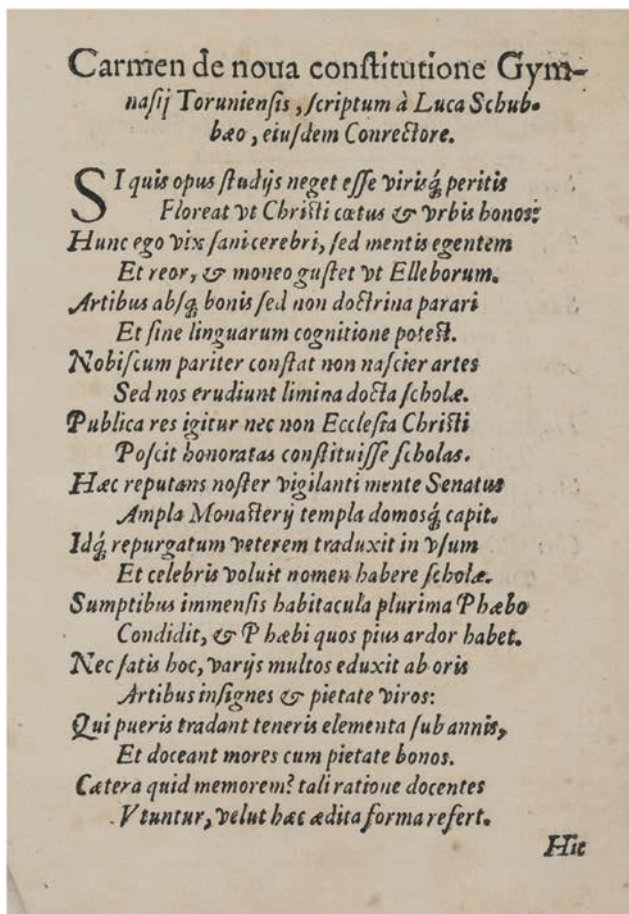 Carmen de noua conſtitutione Gym-
naſij Torunienſis, ſcriptum à Luca Schub-
bæo, eiuſdem Conrectore.
SI quis opus ſtudijs neget eſſe virisq́; peritis
Floreat vt Chriſti cœtus & vrbis honos:
Hunc ego vix ſani cerebri, ſed mentis egentem
Et reor, & moneo guſtet vt Elleborum.
Artibus abſq; bonis ſed non doctrina parari
Et ſine linguarum cognitione poteſt.
Nobiſcum pariter conſtat non naſcier artes
Sed nos erudiunt limina docta ſcholæ.
Publica res igitur nec non Eccleſia Chriſti
Poſcit honoratas conſtituiſſe ſcholas.
Hæc reputans noſter vigilanti mente Senatus
Ampla Monaſterij templa domosq́; capit.
Idq́; repurgatum veterem traduxit in vſum
Et celebris voluit nomen habere ſcholæ.
Sumptibus immenſis habitacula plurima Phæbo
Condidit, & Phæbi quos pius ardor habet.
Nec ſatis hoc, varijs multos eduxit ab oris
Artibus inſignes & pietate viros:
Qui pueris tradant teneris elementa ſub annis,
Et doceant mores cum pietate bonos.
Cætera quid memorem? tali ratione docentes
Vtuntur, velut hæc ædita forma refert.
Hic